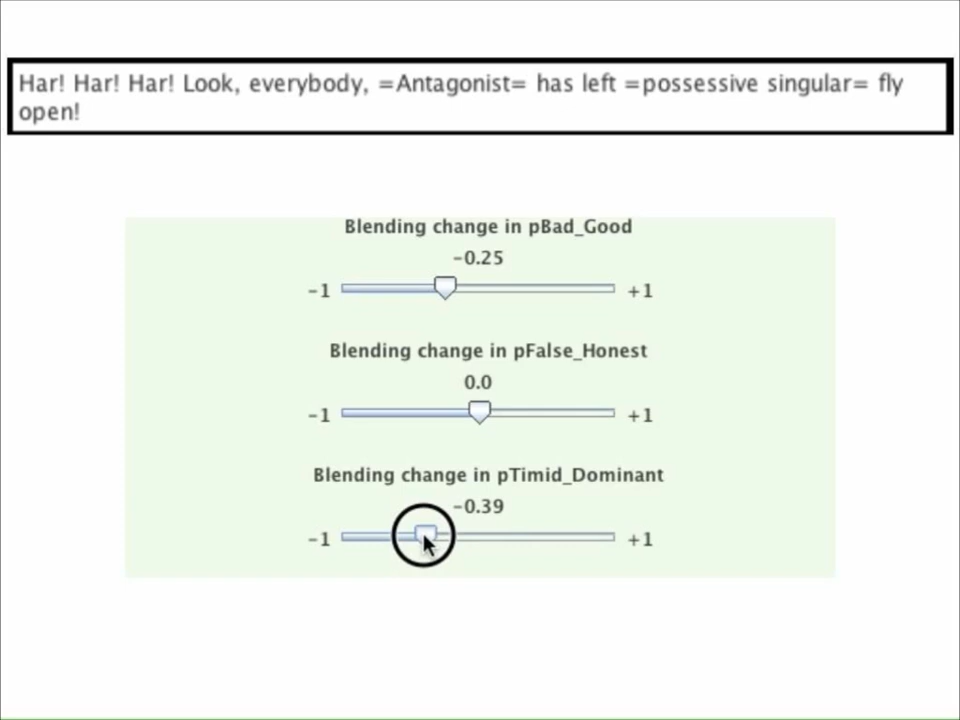 Har! Har! Har! Look, everybody, =Antagonist= has left =possessive singular= fly
open!
Blending change in pBad_Good
-0.25
-1 +1
Blending change in pFalse_Honest
0.0
-1 +1
Blending change in pTimid_Dominant
-0.39
-1 +1